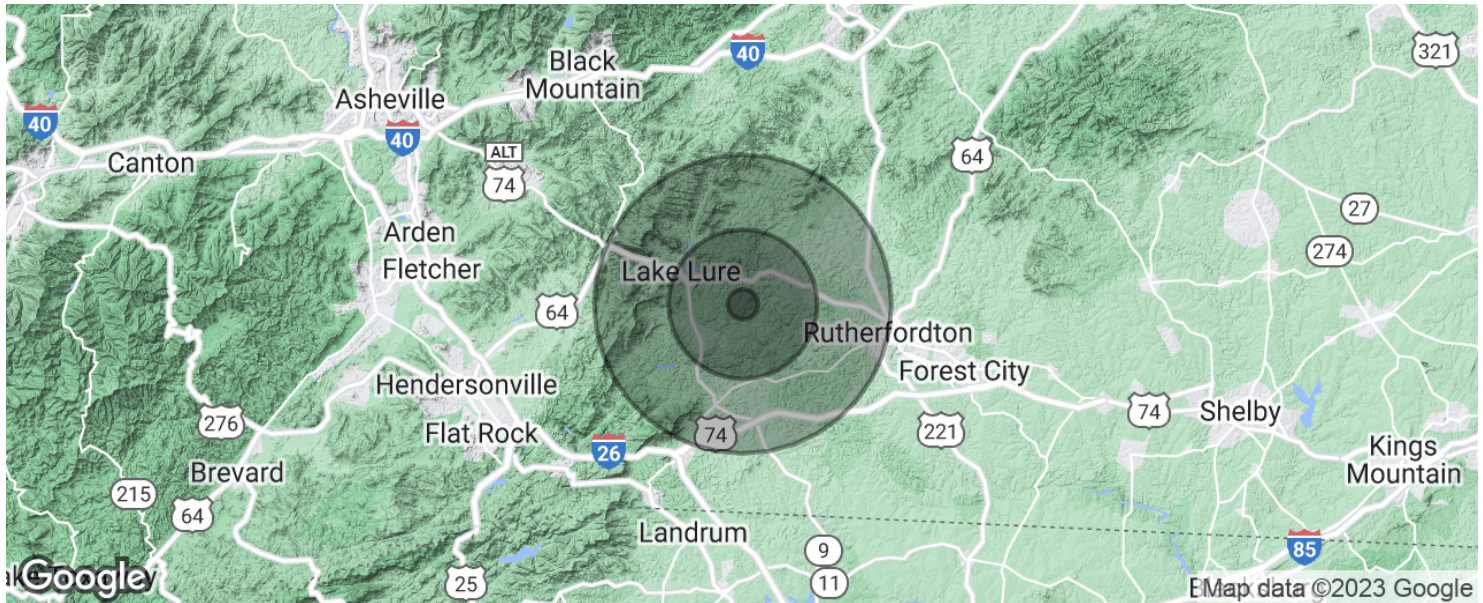 40
321
Black
Mountain
Asheville
40
40
Canton
ALT
74
64
27
Arden
Fletcher
274
Lake Lure
64
Rutherfordton
Forest City
Hendersonville
276
74
Shelby
Flat Rock
74
221
26
Kings
Mountain
Brevard
215
64
Landrum
9
85
25
11
Google
Map data ©2023 Google